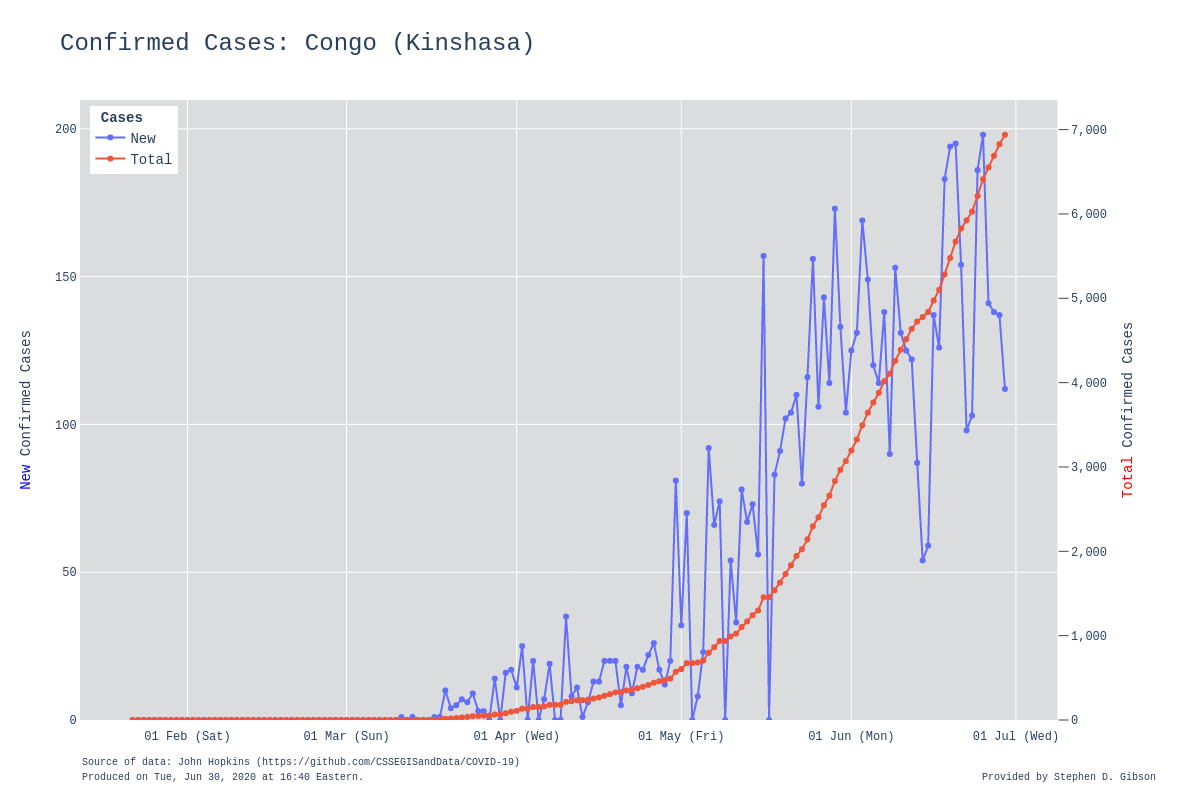 Confirmed Cases: Congo (Kinshasa)
Cases
New
Total
200
150
100
50
0
7,000
6,000
5,000
4,000
3,000
2,000
1,000
0
New Confirmed Cases
Total Confirmed Cases
01 Feb (Sat)
01 Mar (Sun)
01 Apr (Wed)
01 May (Fri)
01 Jun (Mon)
01 Jul (Wed)
Source of data: John Hopkins (https://github.com/CSSEGISandData/COVID-19)
Produced on Tue, Jun 30, 2020 at 16:40 Eastern.
Provided by Stephen D. Gibson